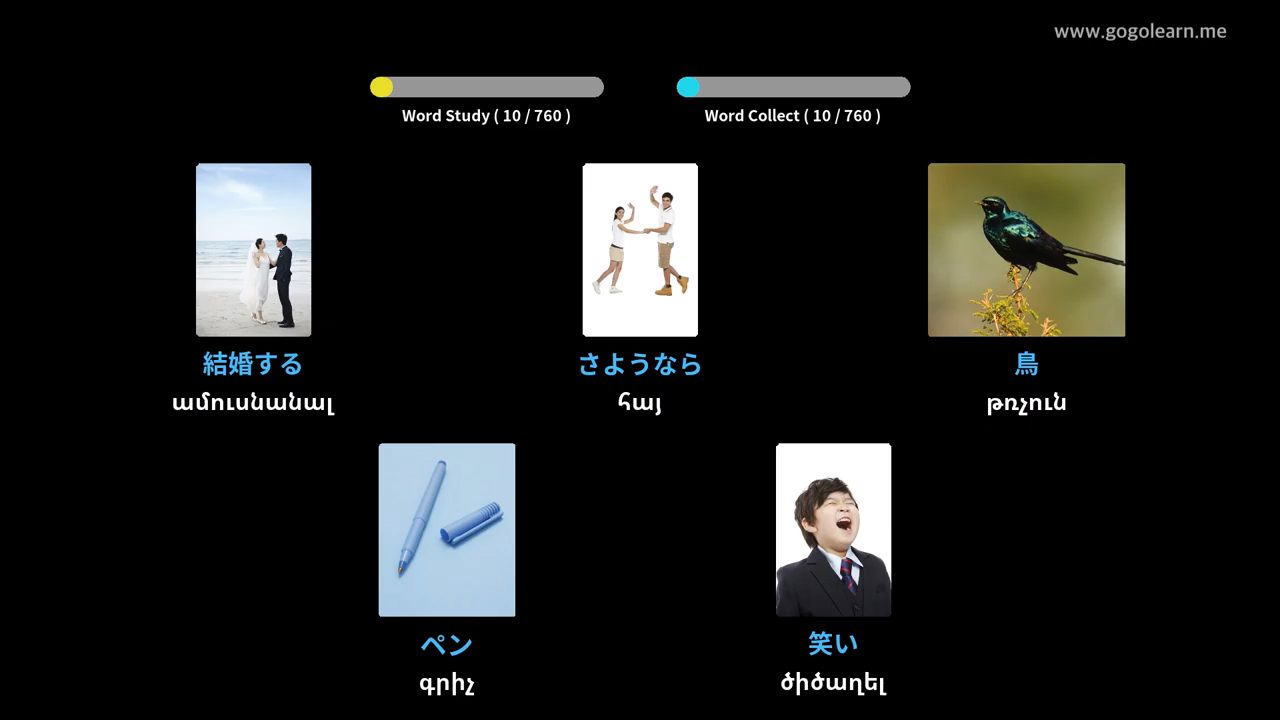 www.gogolearn.me
Word Study ( 10 / 760 )
Word Collect ( 10 / 760 )
結婚する
さようなら
鳥
ամուսնանալ
հայ
թռչուն
ペン
笑い
գրիչ
ծիծաղել